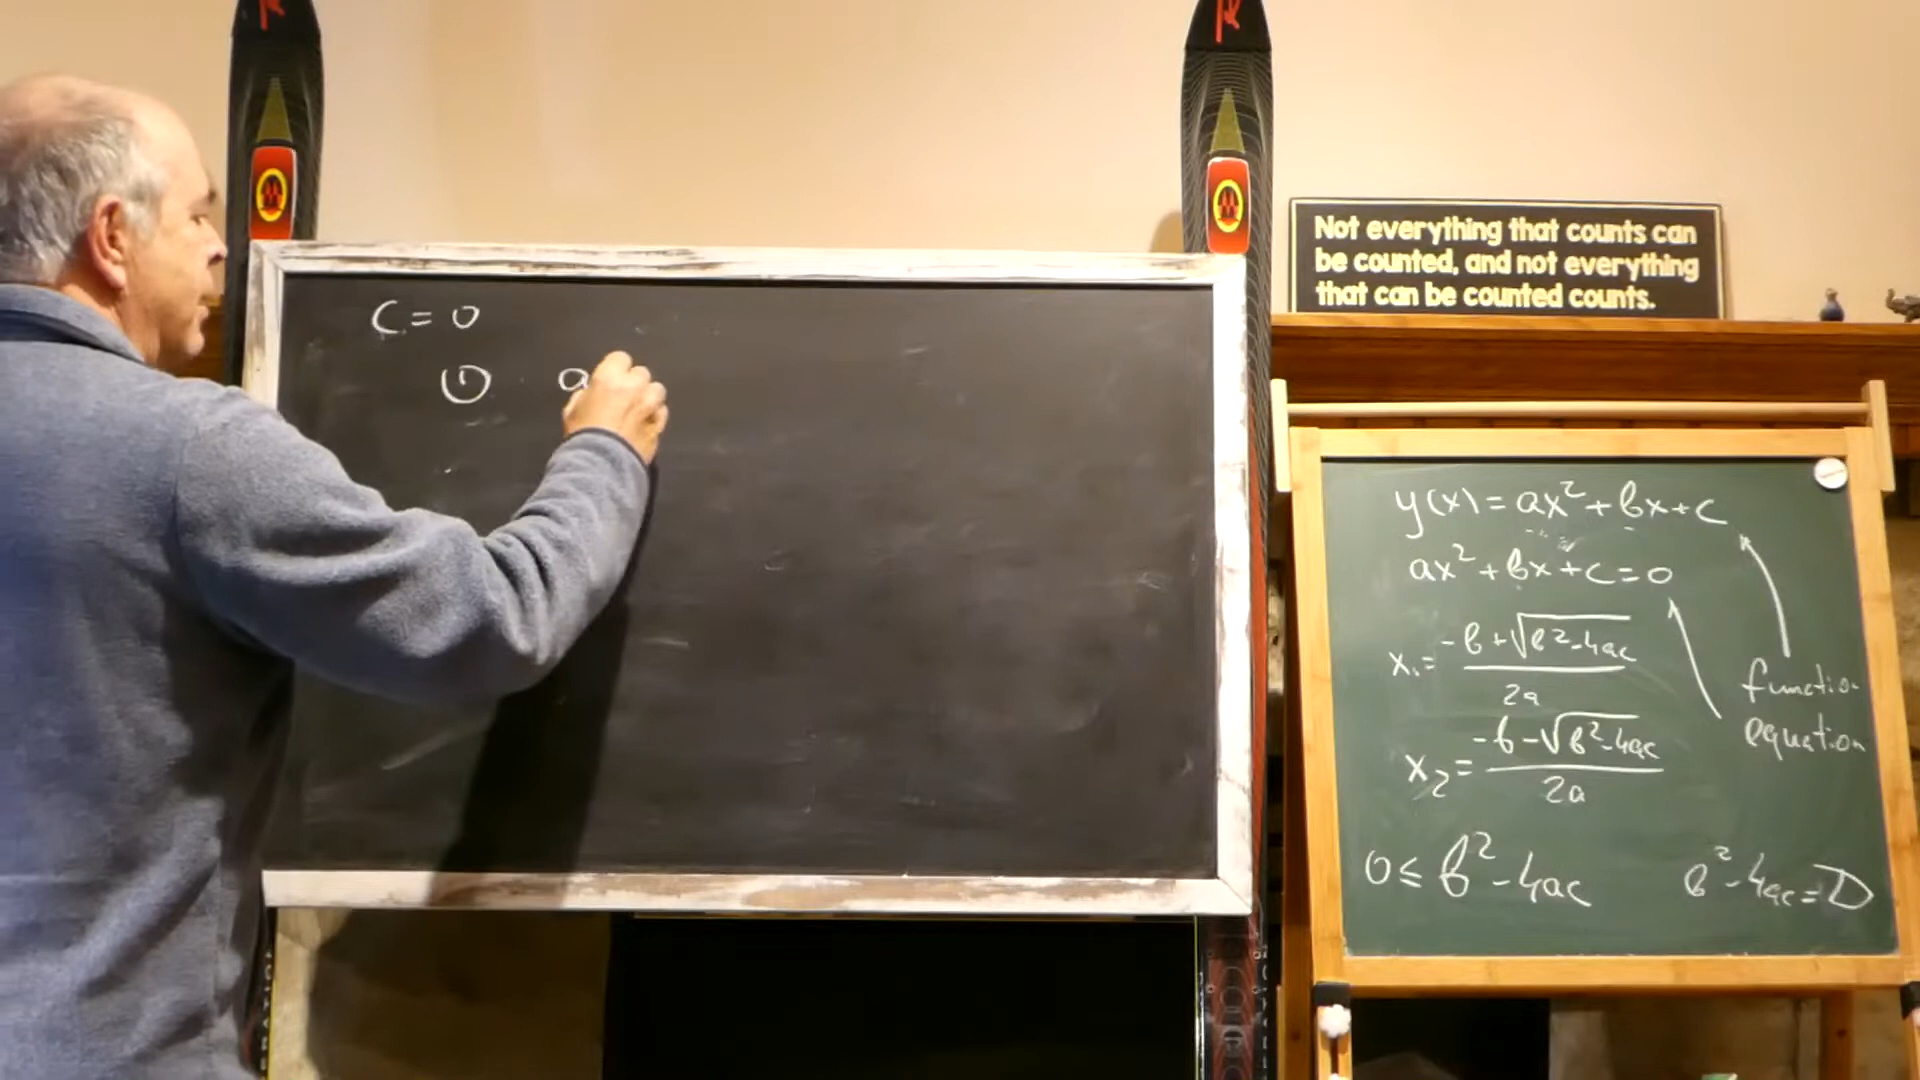 C = 0
① a
Not everything that counts can
be counted, and not everything
that can be counted counts.
y(x) = ax² + bx + c
ax² + bx + c = 0
x₁ = (-b + √(b² - 4ac)) / 2a
x₂ = (-b - √(b² - 4ac)) / 2a
function
equation
0 ≤ b² - 4ac
b² - 4ac = D